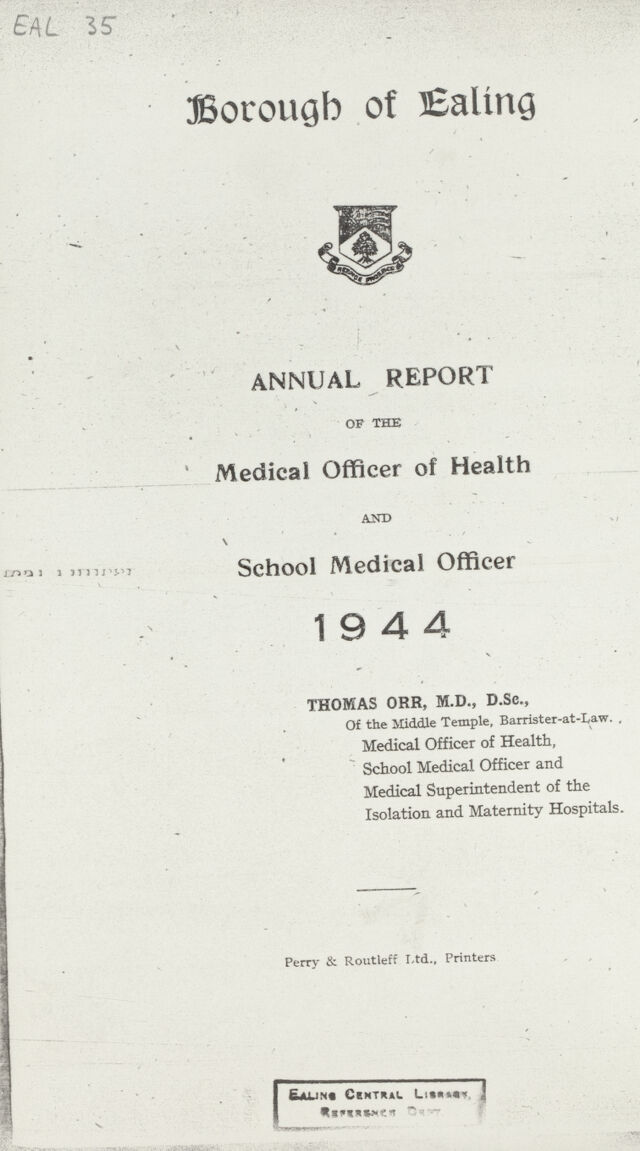 EAL 35
Borough of Ealing
RESPICE PROSPICE
ANNUAL REPORT
OF THE
Medical Officer of Health
AND
School Medical Officer
1944
THOMAS ORR, M.D., D.Sc.,
Of the Middle Temple, Barrister-at-Law.
Medical Officer of Health,
School Medical Officer and
Medical Superintendent of the
Isolation and Maternity Hospitals.
Perry & Routleff Ltd., Printers
EALING CENTRAL LIBRARY,
REFERENCE DEPT